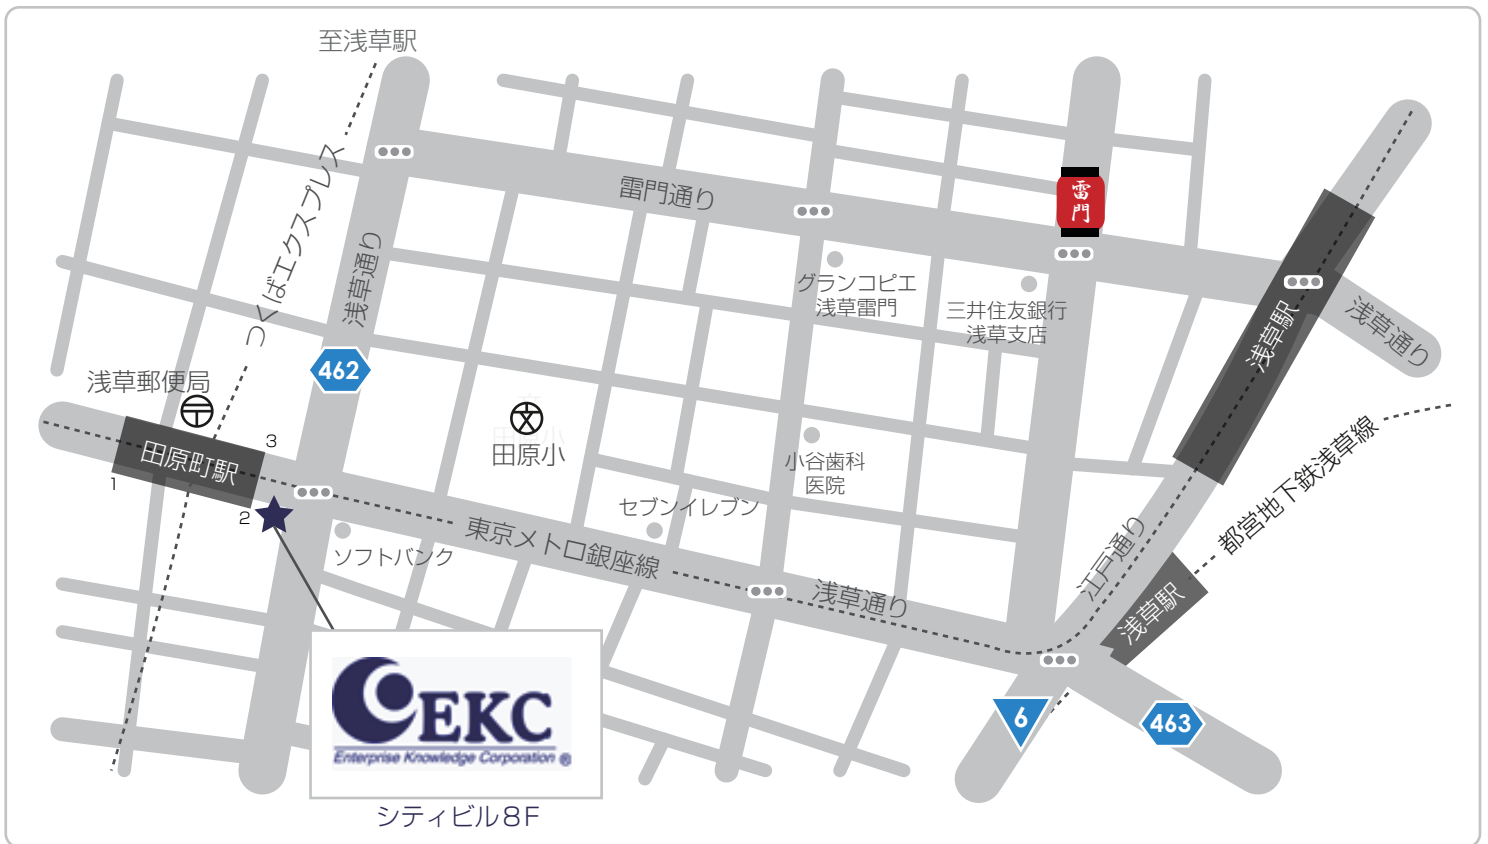 至浅草駅
つくばエクスプレス
雷門通り
雷門
浅草通り
462
グランコピエ
浅草雷門
三井住友銀行
浅草支店
浅草駅
浅草通り
浅草郵便局
田原町駅
1
2
3
田原小
小谷歯科
医院
セブンイレブン
ソフトバンク
東京メトロ銀座線
浅草通り
江戸通り
都営地下鉄浅草線
浅草駅
6
463
EKC
Enterprise Knowledge Corporation ®
シティビル8F